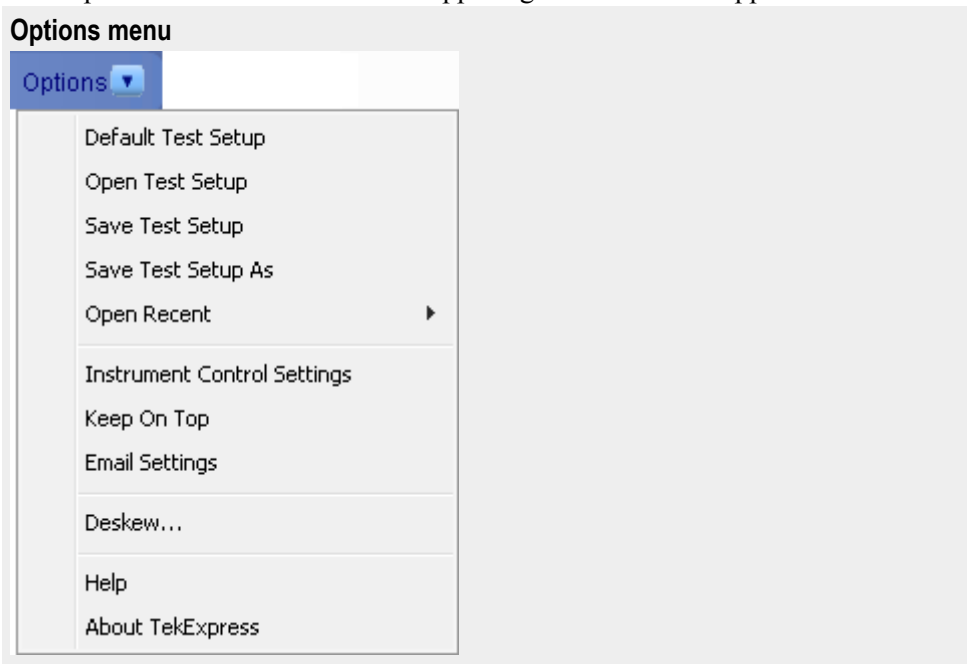 Options menu
Options
Default Test Setup
Open Test Setup
Save Test Setup
Save Test Setup As
Open Recent
Instrument Control Settings
Keep On Top
Email Settings
Deskew...
Help
About TekExpress